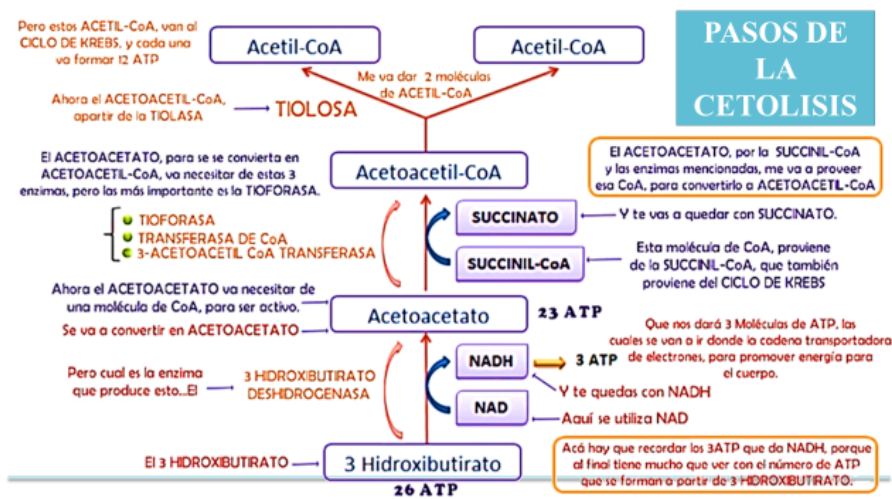 PASOS DE
LA
CETOLISIS
Pero estos ACETIL-CoA, van al
CICLO DE KREBS, y cada una
va formar 12 ATP
Acetil-CoA
Acetil-CoA
Me va dar 2 moléculas
de ACETIL-CoA
Ahora el ACETOACETIL-CoA,
apartir de la TIOLASA
TIOLOSA
El ACETOACETATO, para se se convierta en
ACETOACETIL-CoA, va necesitar de estas 3
enzimas, pero las más importante es la TIOFORASA.
Acetoacetil-CoA
El ACETOACETATO, por la SUCCINIL-CoA
y las enzimas mencionadas, me va a proveer
esa CoA, para convertirlo a ACETOACETIL-CoA
TIOFORASA
TRANSFERASA DE CoA
3-ACETOACETIL CoA TRANSFERASA
SUCCINATO
Y te vas a quedar con SUCCINATO.
SUCCINIL-CoA
Esta molécula de CoA, proviene
de la SUCCINIL-CoA, que también
proviene del CICLO DE KREBS
Ahora el ACETOACETATO va necesitar de
una molécula de CoA, para ser activo.
Se va a convertir en ACETOACETATO
Acetoacetato
23 ATP
Que nos dará 3 Moléculas de ATP, las
cuales se van a ir donde la cadena transportadora
de electrones, para promover energía para
el cuerpo.
NADH
3 ATP
Y te quedas con NADH
Pero cual es la enzima
que produce esto...El
3 HIDROXIBUTIRATO
DESHIDROGENASA
NAD
Aquí se utiliza NAD
El 3 HIDROXIBUTIRATO
3 Hidroxibutirato
26 ATP
Acá hay que recordar los 3ATP que da NADH, porque
al final tiene mucho que ver con el número de ATP
que se forman a partir de 3 HIDROXIBUTIRATO.